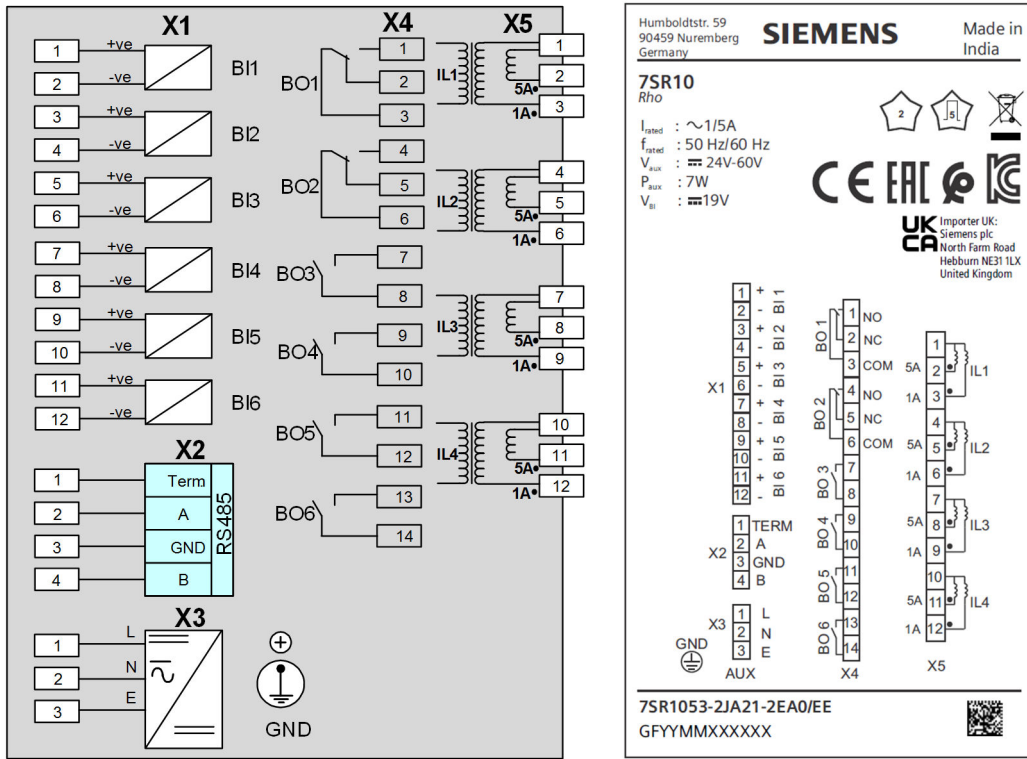 X1
1 +ve
2 -ve
BI1
3 +ve
4 -ve
BI2
5 +ve
6 -ve
BI3
7 +ve
8 -ve
BI4
9 +ve
10 -ve
BI5
11 +ve
12 -ve
BI6
X2
1 Term
2 A
3 GND
4 B
RS485
X3
1 L
2 N
3 E
GND
X4
BO1
1
2
3
BO2
4
5
6
BO3
7
8
BO4
9
10
BO5
11
12
BO6
13
14
X5
IL1
1
2
5A
3
1A
IL2
4
5
5A
6
1A
IL3
7
8
5A
9
1A
IL4
10
11
5A
12
1A
Humboldtstr. 59
90459 Nuremberg
Germany
SIEMENS
Made in
India
7SR10
Rho
Irated : ~1/5A
frated : 50 Hz/60 Hz
Vaux : 24V-60V
Paux : 7W
VBI : 19V
2
5
CE EAC
UK
CA
Importer UK:
Siemens plc
North Farm Road
Hebburn NE31 1LX
United Kingdom
X1
1 + BI 1
2 -
3 + BI 2
4 -
5 + BI 3
6 -
7 + BI 4
8 -
9 + BI 5
10 -
11 + BI 6
12 -
X2
1 TERM
2 A
3 GND
4 B
X3
1 L
2 N
3 E
AUX
GND
BO 1
1 NO
2 NC
3 COM
BO 2
4 NO
5 NC
6 COM
BO 3
7
8
BO 4
9
10
BO 5
11
12
BO 6
13
14
X4
1
5A 2 IL1
1A 3
4
5A 5 IL2
1A 6
7
5A 8 IL3
1A 9
10
5A 11 IL4
1A 12
X5
7SR1053-2JA21-2EA0/EE
GFYYMMXXXXXX